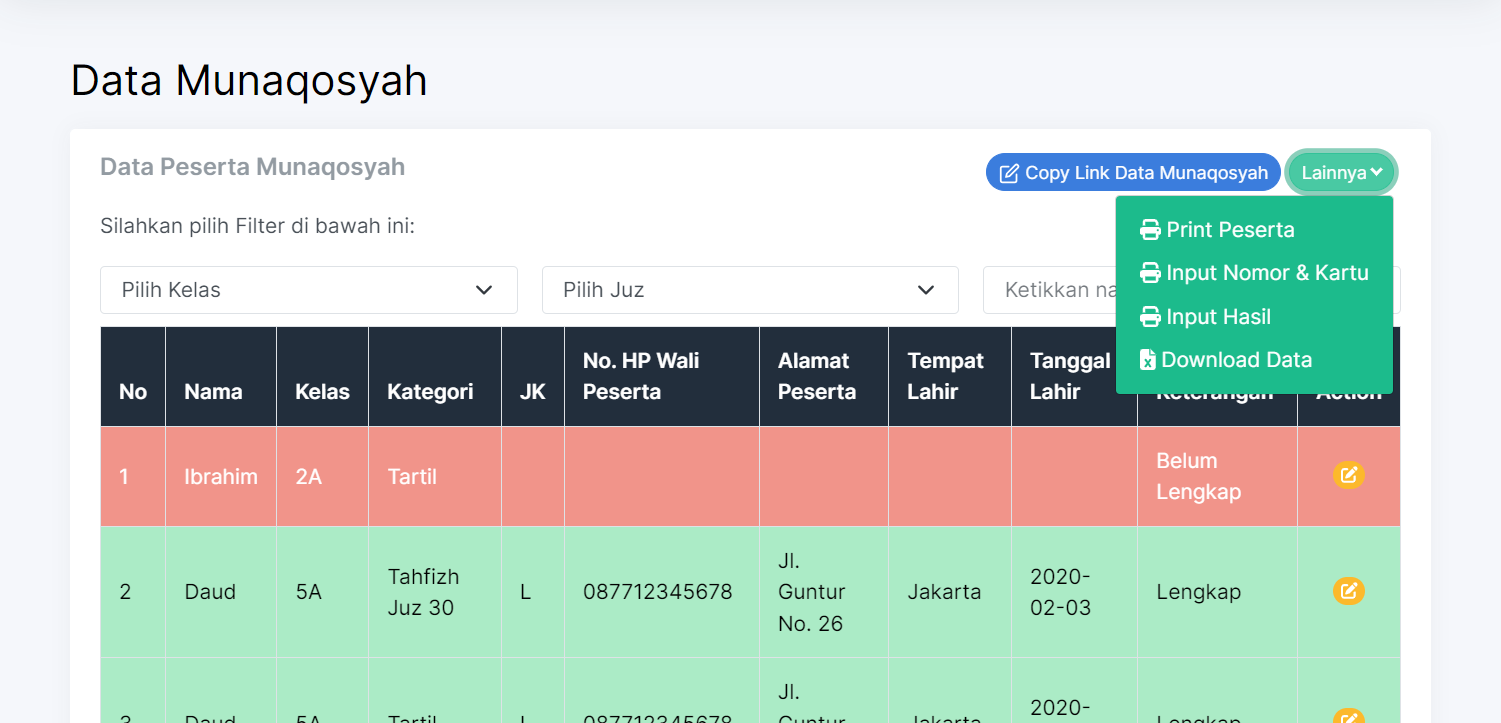 Data Munaqosyah
Data Peserta Munaqosyah
Copy Link Data Munaqosyah
Lainnya
Print Peserta
Input Nomor & Kartu
Input Hasil
Download Data
Silahkan pilih Filter di bawah ini:
Pilih Kelas
Pilih Juz
Ketikkan
No
Nama
Kelas
Kategori
JK
No. HP Wali
Peserta
Alamat
Peserta
Tempat
Lahir
Tanggal
Lahir
Keterangan
Action
1
Ibrahim
2A
Tartil
Belum
Lengkap
2
Daud
5A
Tahfizh
Juz 30
L
087712345678
Jl.
Guntur
No. 26
Jakarta
2020-
02-03
Lengkap
3
Daud
5A
Tartil
L
087712345678
Jl.
Guntur
Jakarta
2020-
Lengkap